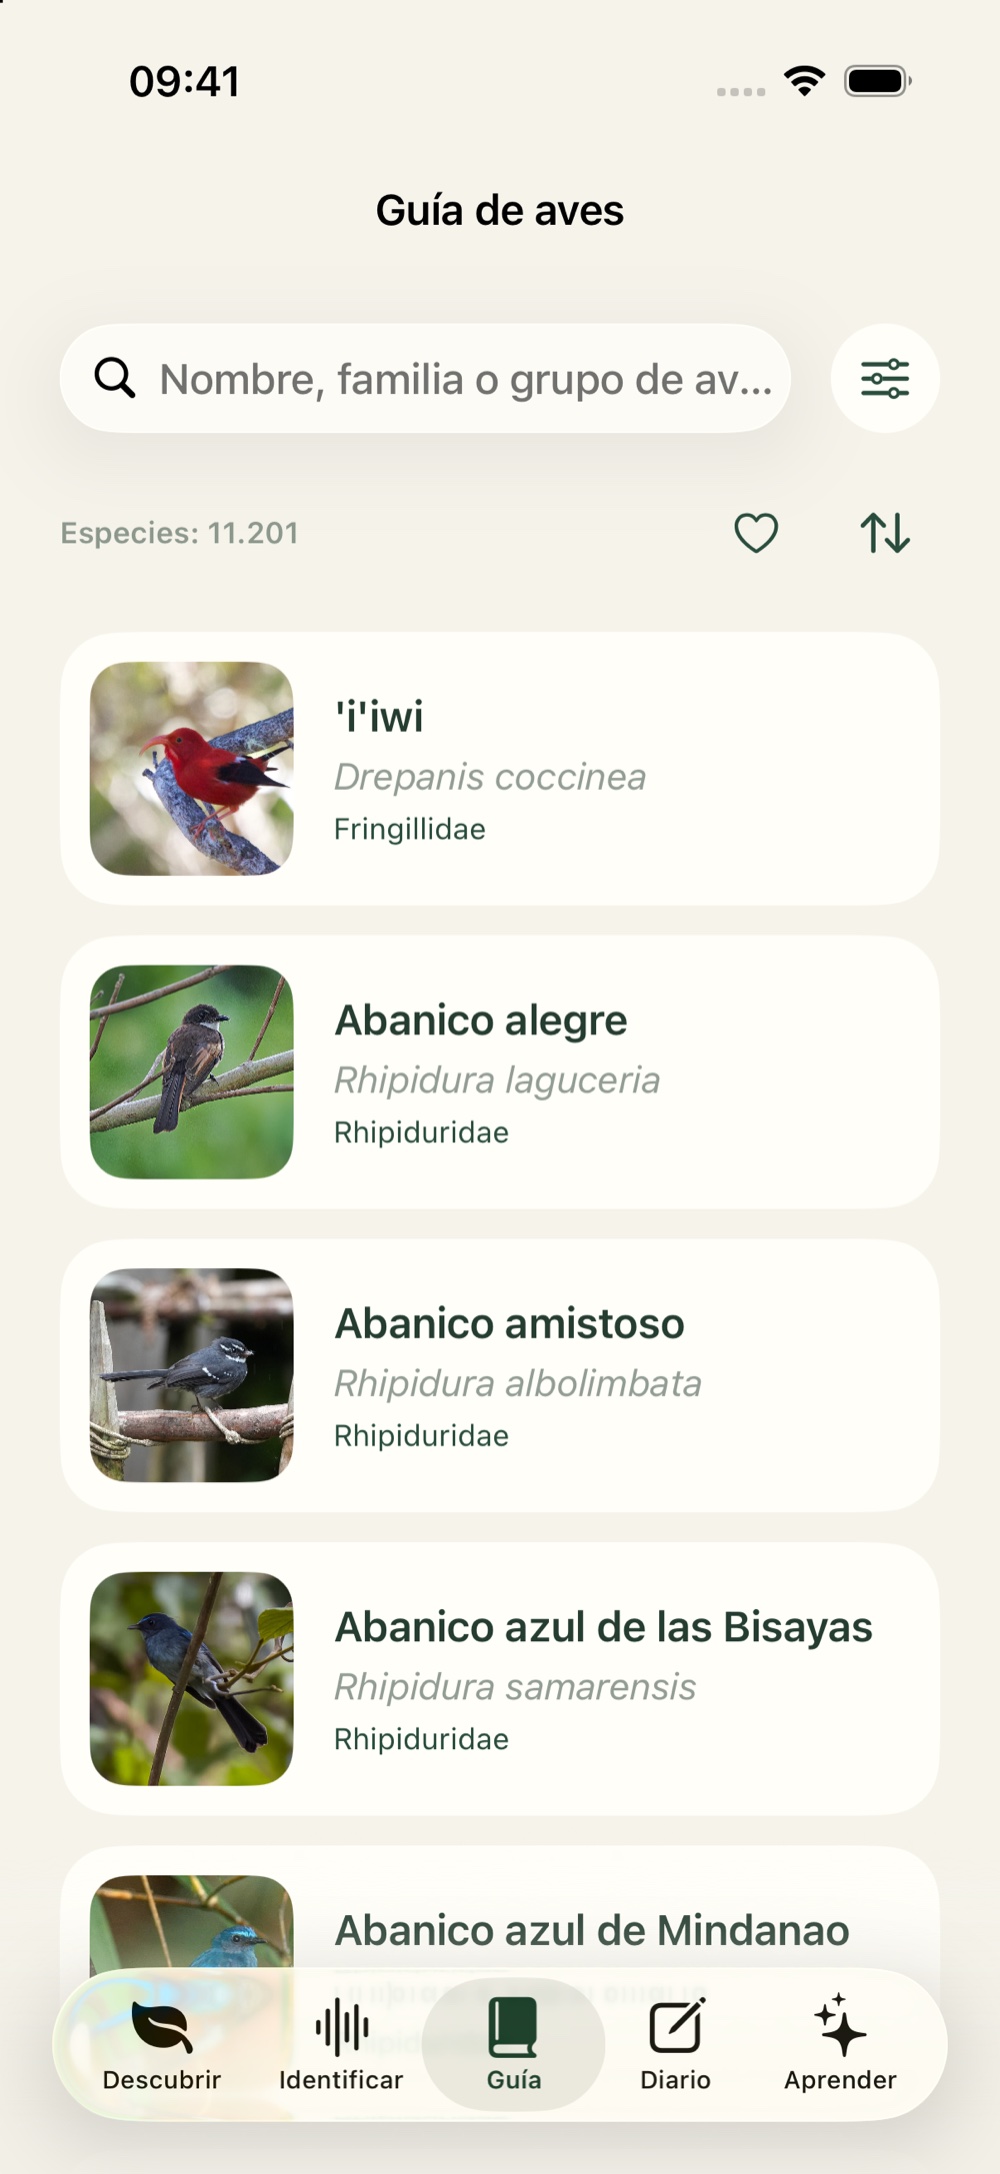 09:41
Guía de aves
Nombre, familia o grupo de av...
Especies: 11.201
'i'iwi
Drepanis coccinea
Fringillidae
Abanico alegre
Rhipidura laguceria
Rhipiduridae
Abanico amistoso
Rhipidura albolimbata
Rhipiduridae
Abanico azul de las Bisayas
Rhipidura samarensis
Rhipiduridae
Abanico azul de Mindanao
Descubrir
Identificar
Guía
Diario
Aprender